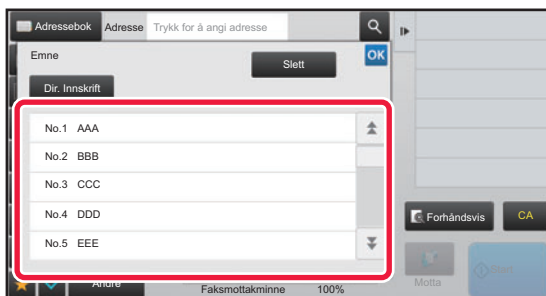 Adressebok Adresse Trykk for å angi adresse
Emne
Slett
OK
Dir. Innskrift
No.1 AAA
No.2 BBB
No.3 CCC
No.4 DDD
No.5 EEE
Forhåndsvis CA
Andre
Faksmottakminne 100%
Motta
Start